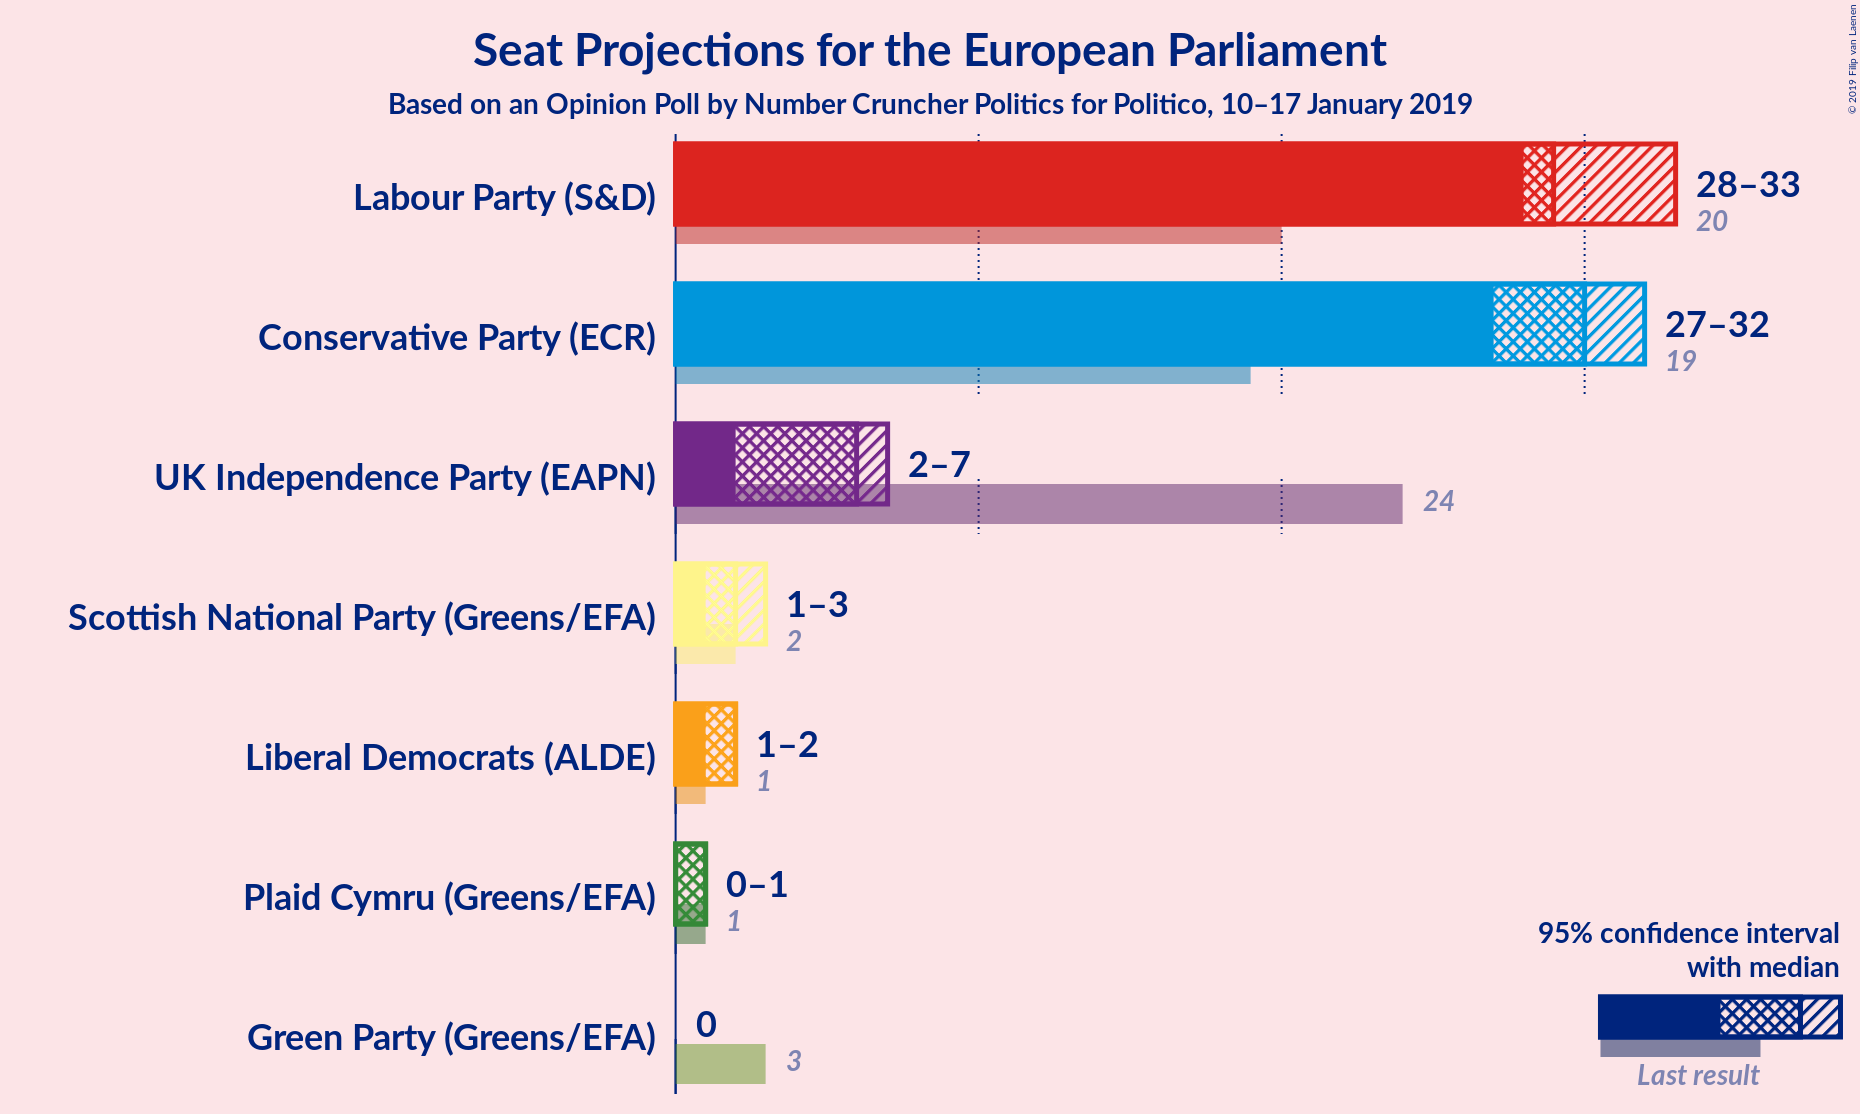 Seat Projections for the European Parliament
Based on an Opinion Poll by Number Cruncher Politics for Politico, 10–17 January 2019
© 2019 Filip van Laenen
Labour Party (S&D)
28–33
20
Conservative Party (ECR)
27–32
19
UK Independence Party (EAPN)
2–7
24
Scottish National Party (Greens/EFA)
1–3
2
Liberal Democrats (ALDE)
1–2
1
Plaid Cymru (Greens/EFA)
0–1
1
Green Party (Greens/EFA)
0
3
95% confidence interval
with median
Last result